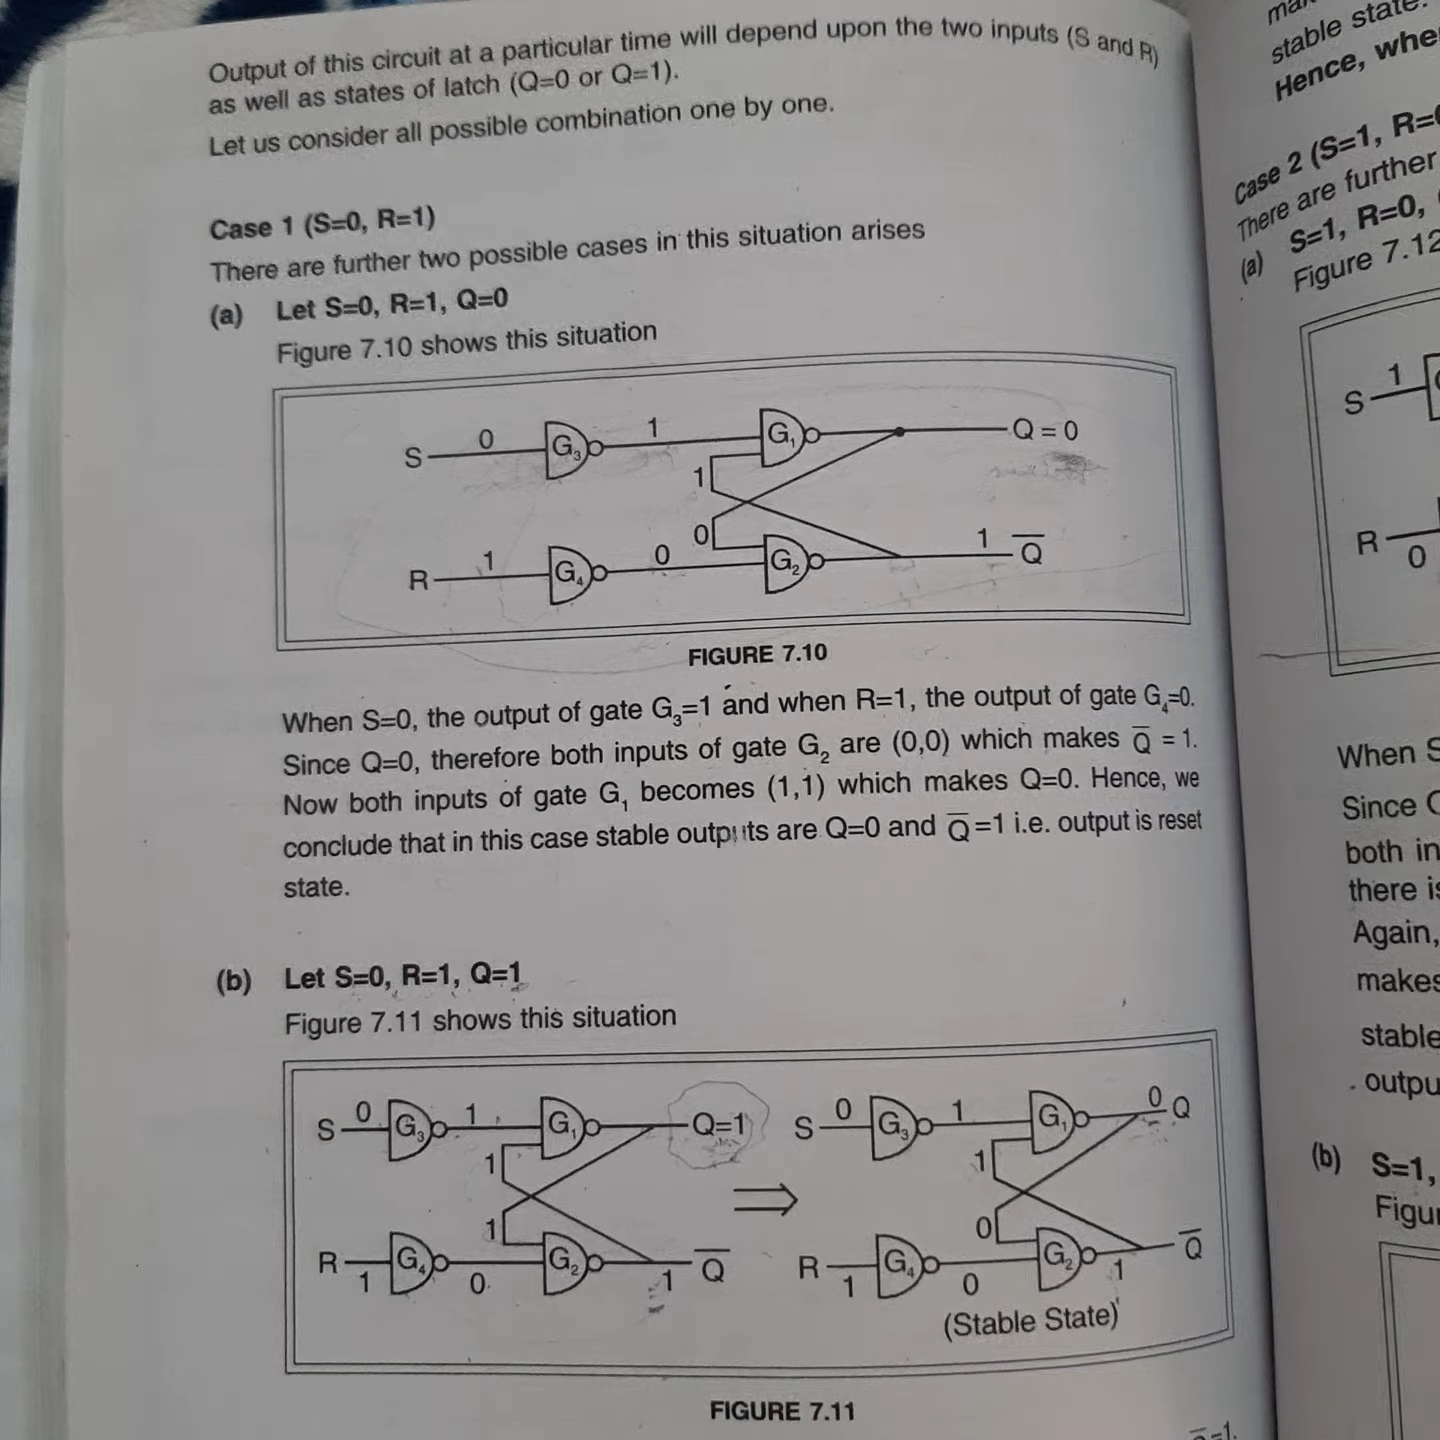 Output of this circuit at a particular time will depend upon the two inputs (S and R)
as well as states of latch (Q=0 or Q=1).
Let us consider all possible combination one by one.
Case 1 (S=0, R=1)
There are further two possible cases in this situation arises
(a) Let S=0, R=1, Q=0
Figure 7.10 shows this situation
S 0 G₃ 1 G₁ Q = 0
1
0
R 1 G₄ 0 G₂ 1 Q̅
FIGURE 7.10
When S=0, the output of gate G₃=1 and when R=1, the output of gate G₄=0.
Since Q=0, therefore both inputs of gate G₂ are (0,0) which makes Q̅ = 1.
Now both inputs of gate G₁ becomes (1,1) which makes Q=0. Hence, we
conclude that in this case stable outputs are Q=0 and Q̅=1 i.e. output is reset
state.
(b) Let S=0, R=1, Q=1
Figure 7.11 shows this situation
S 0 G₃ 1 G₁ Q=1
1
1
R 1 G₄ 0 G₂ 1 Q̅
⇒
S 0 G₃ 1 G₁ 0 Q
1
0
R 1 G₄ 0 G₂ 1 Q̅
(Stable State)
FIGURE 7.11
Q̅=1.
stable state.
Hence,
Case 2 (S=1,
There are further
(a) S=1, R=0,
Figure 7.12
S 1
R 0
When
Since
both in
there
Again,
makes
stable
(b) S=1,